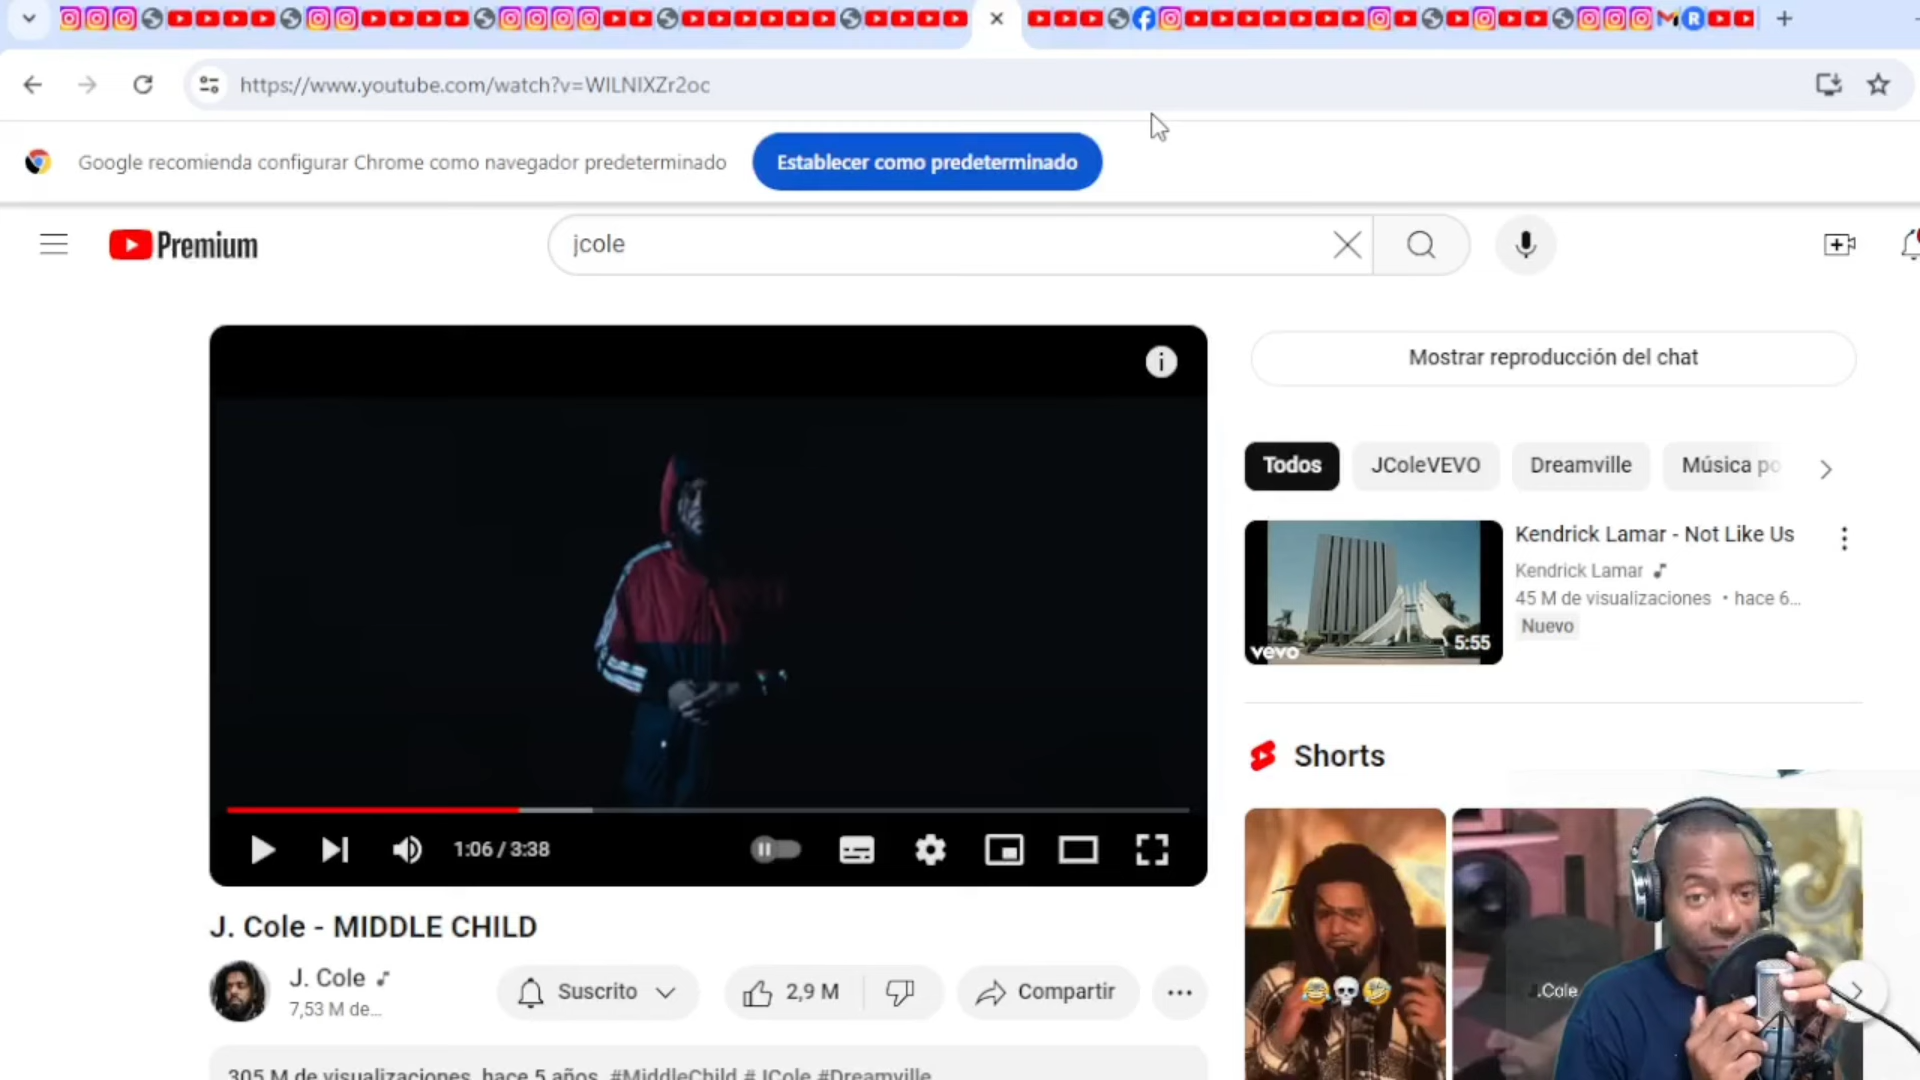 https://www.youtube.com/watch?v=WILNIXZr2oc
Google recomienda configurar Chrome como navegador predeterminado
Establecer como predeterminado
Premium
jcole
Mostrar reproducción del chat
Todos
JColeVEVO
Dreamville
Música po
Kendrick Lamar - Not Like Us
Kendrick Lamar
45 M de visualizaciones • hace 6...
Nuevo
vevo
5:55
Shorts
1:06 / 3:38
J. Cole - MIDDLE CHILD
J. Cole
7,53 M de...
Suscrito
2,9 M
Compartir
.Cole
305 M de visualizaciones hace 5 años #MiddleChild #JCole #Dreamville